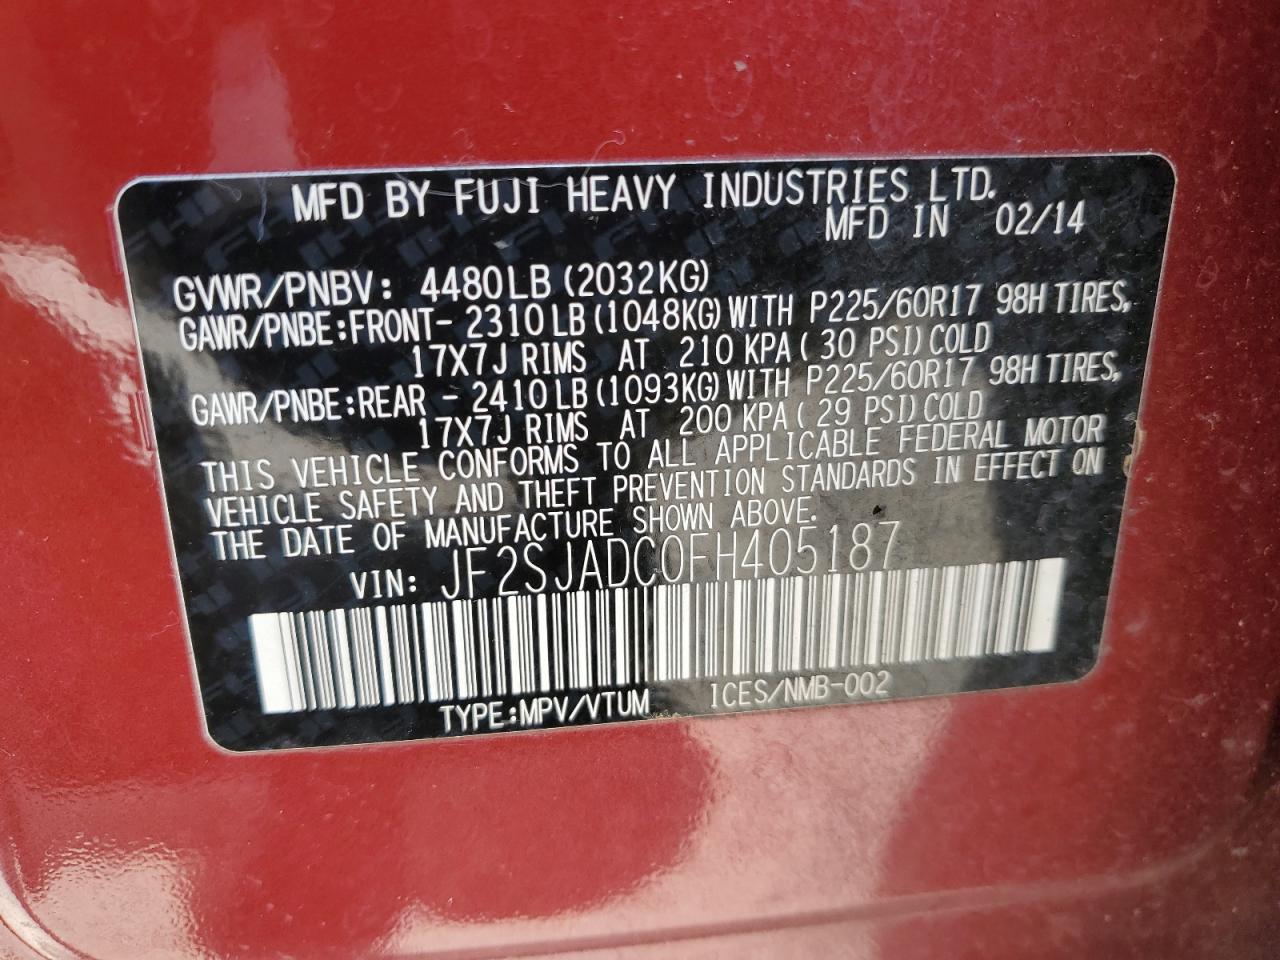 MFD BY FUJI HEAVY INDUSTRIES LTD.
MFD IN 02/14
GVWR/PNBV: 4480LB (2032KG)
GAWR/PNBE:FRONT- 2310LB(1048KG)WITH P225/60R17 98H TIRES,
17X7J RIMS AT 210 KPA( 30 PSI)COLD
GAWR/PNBE:REAR - 2410LB(1093KG)WITH P225/60R17 98H TIRES,
17X7J RIMS AT 200 KPA( 29 PSI)COLD
THIS VEHICLE CONFORMS TO ALL APPLICABLE FEDERAL MOTOR
VEHICLE SAFETY AND THEFT PREVENTION STANDARDS IN EFFECT ON
THE DATE OF MANUFACTURE SHOWN ABOVE.
VIN: JF2SJADC0FH405187
TYPE:MPV/VTUM ICES/NMB-002